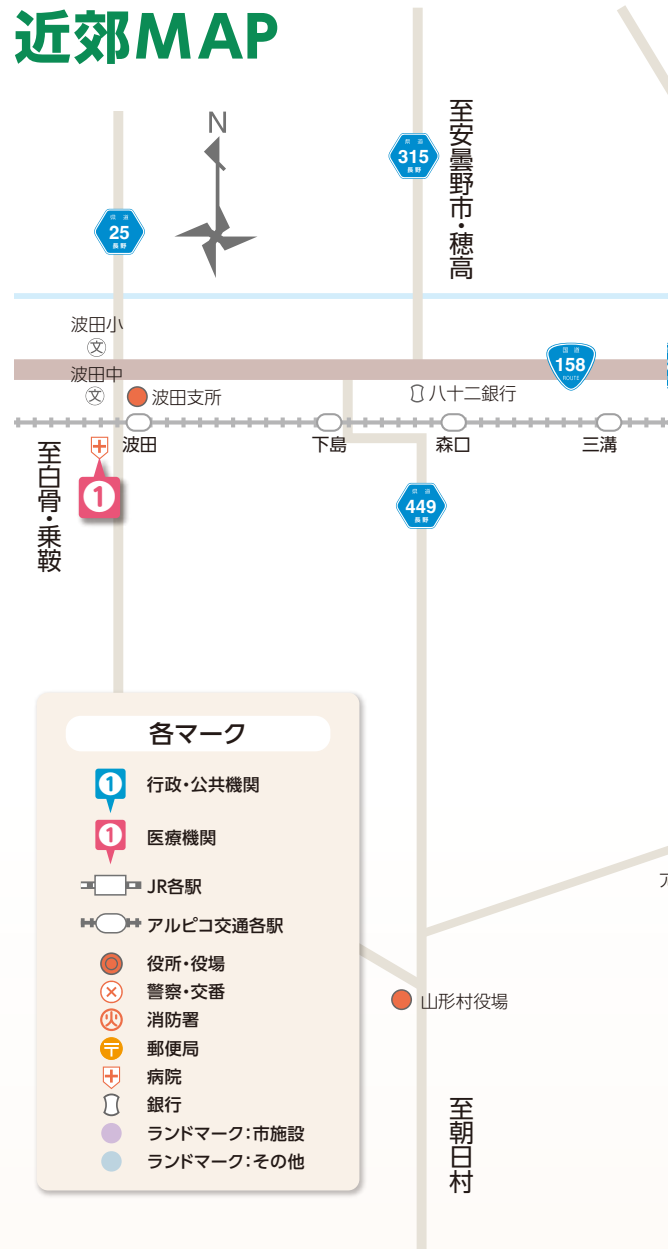 近郊MAP
N
至安曇野市・穂高
県道
315
長野
県道
25
長野
波田小
文
国道
158
ROUTE
波田中
文
波田支所
八十二銀行
波田
下島
森口
三溝
至白骨・乗鞍
1
県道
449
長野
各マーク
1 行政・公共機関
1 医療機関
JR各駅
アルピコ交通各駅
役所・役場
警察・交番
火 消防署
〒 郵便局
病院
銀行
ランドマーク：市施設
ランドマーク：その他
山形村役場
至朝日村